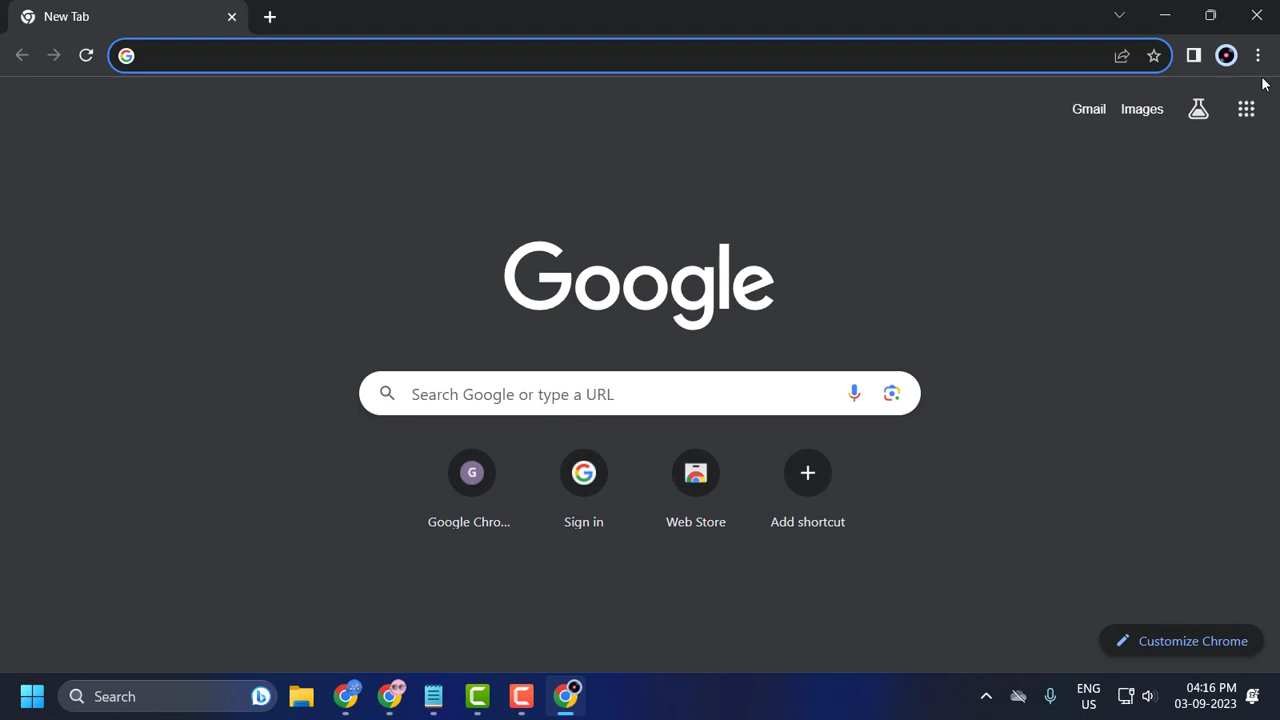 New Tab
Gmail Images
Google
Search Google or type a URL
G
Google Chro... Sign in Web Store Add shortcut
Customize Chrome
Search
ENG
US
04:16 PM
03-09-2023